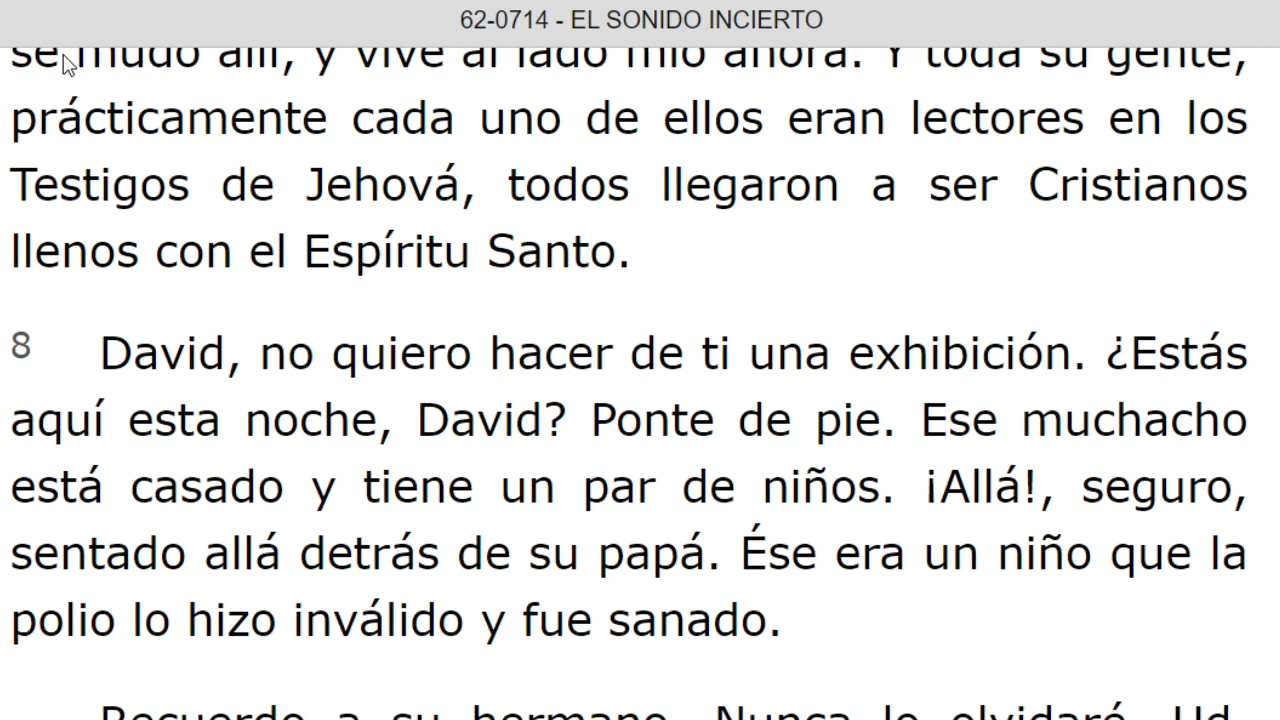 62-0714 - EL SONIDO INCIERTO
se mudó allí, y vive al lado mío ahora. Y toda su gente,
prácticamente cada uno de ellos eran lectores en los
Testigos de Jehová, todos llegaron a ser Cristianos
llenos con el Espíritu Santo.
8 David, no quiero hacer de ti una exhibición. ¿Estás
aquí esta noche, David? Ponte de pie. Ese muchacho
está casado y tiene un par de niños. ¡Allá!, seguro,
sentado allá detrás de su papá. Ése era un niño que la
polio lo hizo inválido y fue sanado.
Recuerdo a su hermano. Nunca lo olvidaré. Ud.